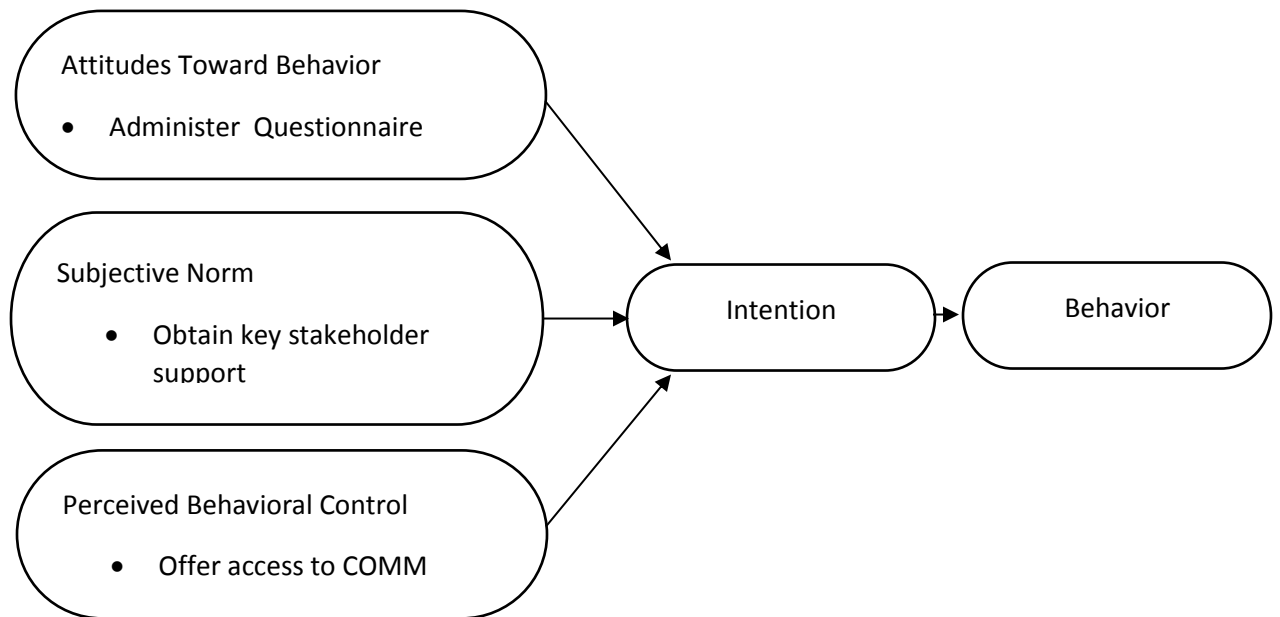 Attitudes Toward Behavior
• Administer Questionnaire
Subjective Norm
• Obtain key stakeholder
support
Intention
Behavior
Perceived Behavioral Control
• Offer access to COMM